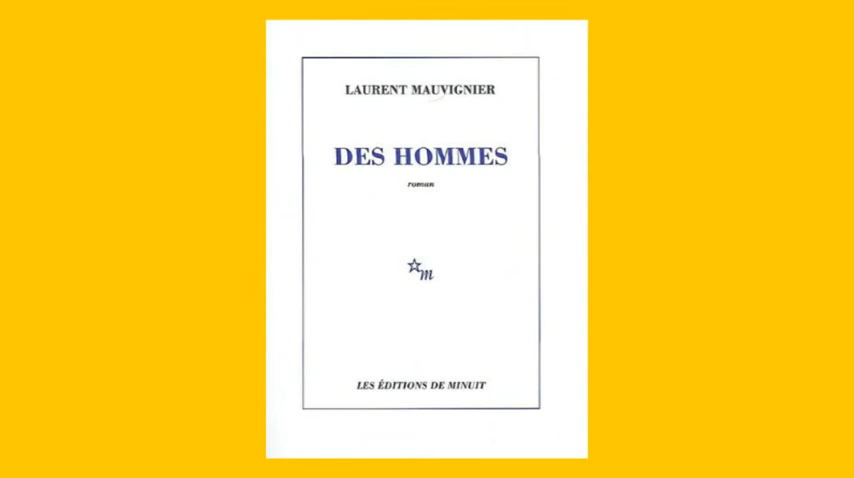 LAURENT MAUVIGNIER
DES HOMMES
roman
m
LES ÉDITIONS DE MINUIT